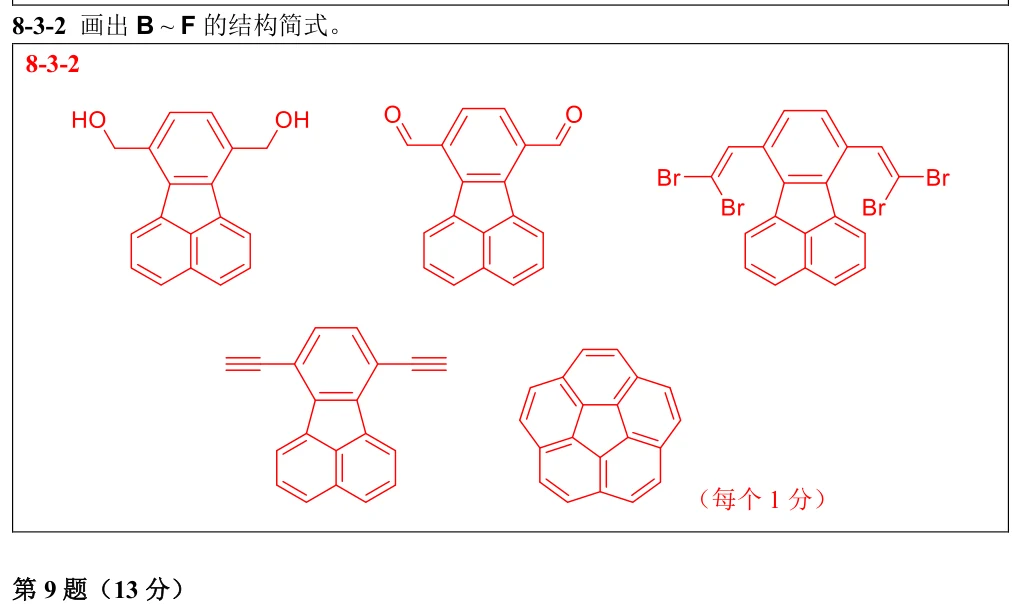 8-3-2 画出 B ~ F 的结构简式。
8-3-2
HO OH O O
Br Br Br Br
(每个 1 分)
第 9 题（13 分）